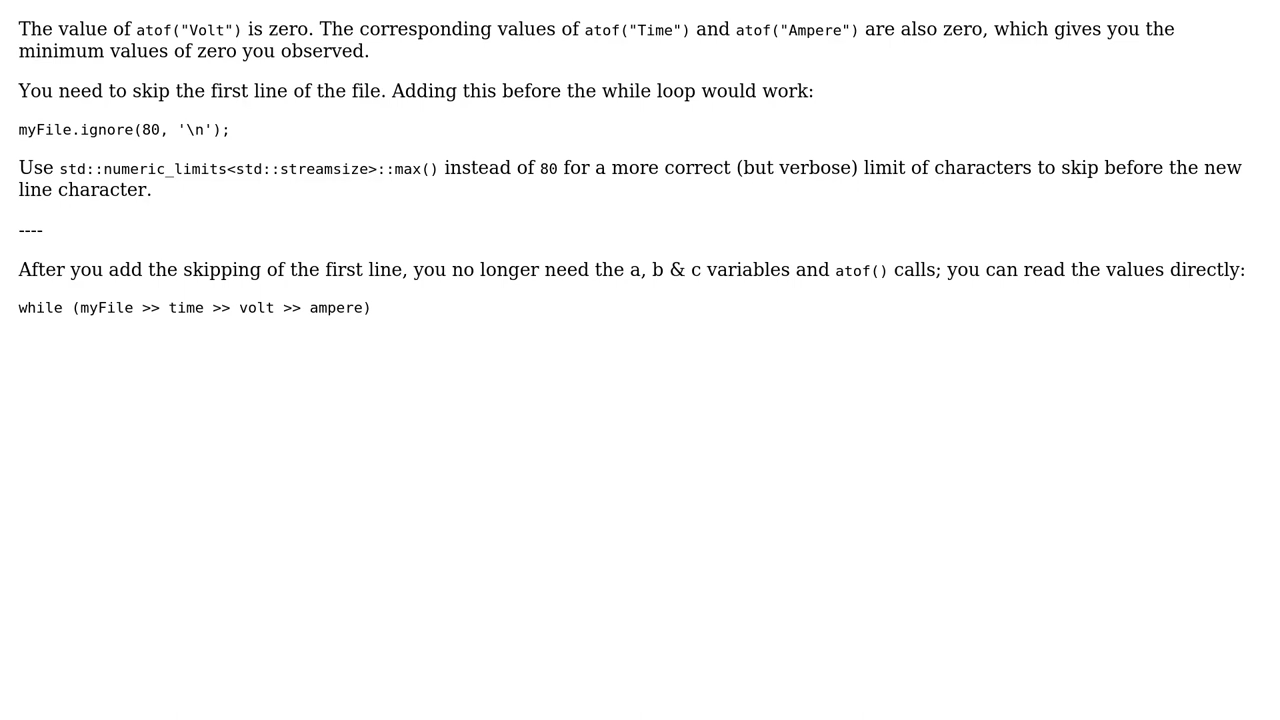 The value of atof("Volt") is zero. The corresponding values of atof("Time") and atof("Ampere") are also zero, which gives you the
minimum values of zero you observed.
You need to skip the first line of the file. Adding this before the while loop would work:
myFile.ignore(80, '\n');
Use std::numeric_limits<std::streamsize>::max() instead of 80 for a more correct (but verbose) limit of characters to skip before the new
line character.
----
After you add the skipping of the first line, you no longer need the a, b & c variables and atof() calls; you can read the values directly:
while (myFile >> time >> volt >> ampere)